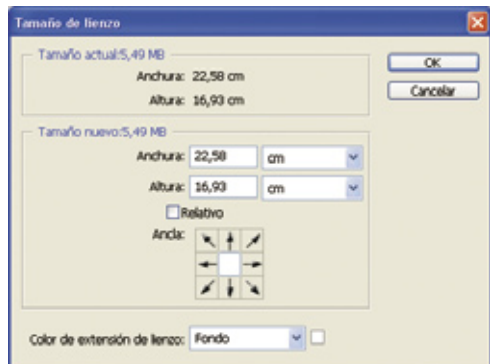 Tamaño de lienzo
Tamaño actual:5,49 MB
Anchura: 22,58 cm
Altura: 16,93 cm
OK
Cancelar
Tamaño nuevo:5,49 MB
Anchura: 22,58 cm
Altura: 16,93 cm
Relativo
Ancla:
Color de extensión de lienzo: Fondo